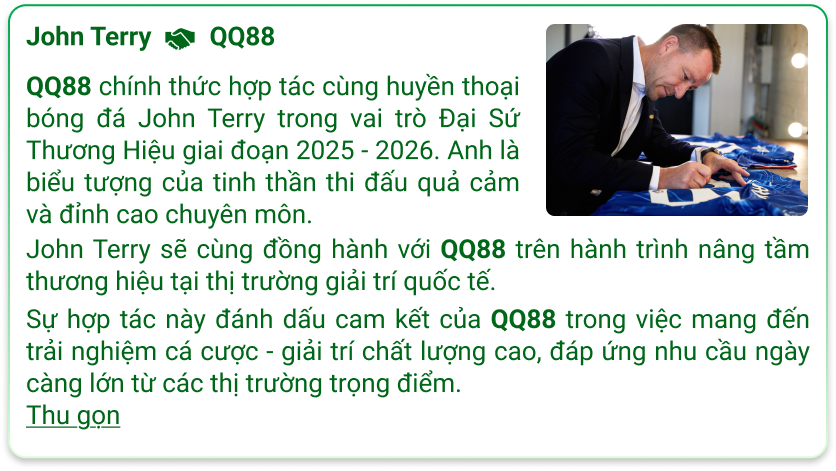 John Terry QQ88
QQ88 chính thức hợp tác cùng huyền thoại
bóng đá John Terry trong vai trò Đại Sứ
Thương Hiệu giai đoạn 2025 - 2026. Anh là
biểu tượng của tinh thần thi đấu quả cảm
và đỉnh cao chuyên môn.
John Terry sẽ cùng đồng hành với QQ88 trên hành trình nâng tầm
thương hiệu tại thị trường giải trí quốc tế.
Sự hợp tác này đánh dấu cam kết của QQ88 trong việc mang đến
trải nghiệm cá cược - giải trí chất lượng cao, đáp ứng nhu cầu ngày
càng lớn từ các thị trường trọng điểm.
Thu gọn